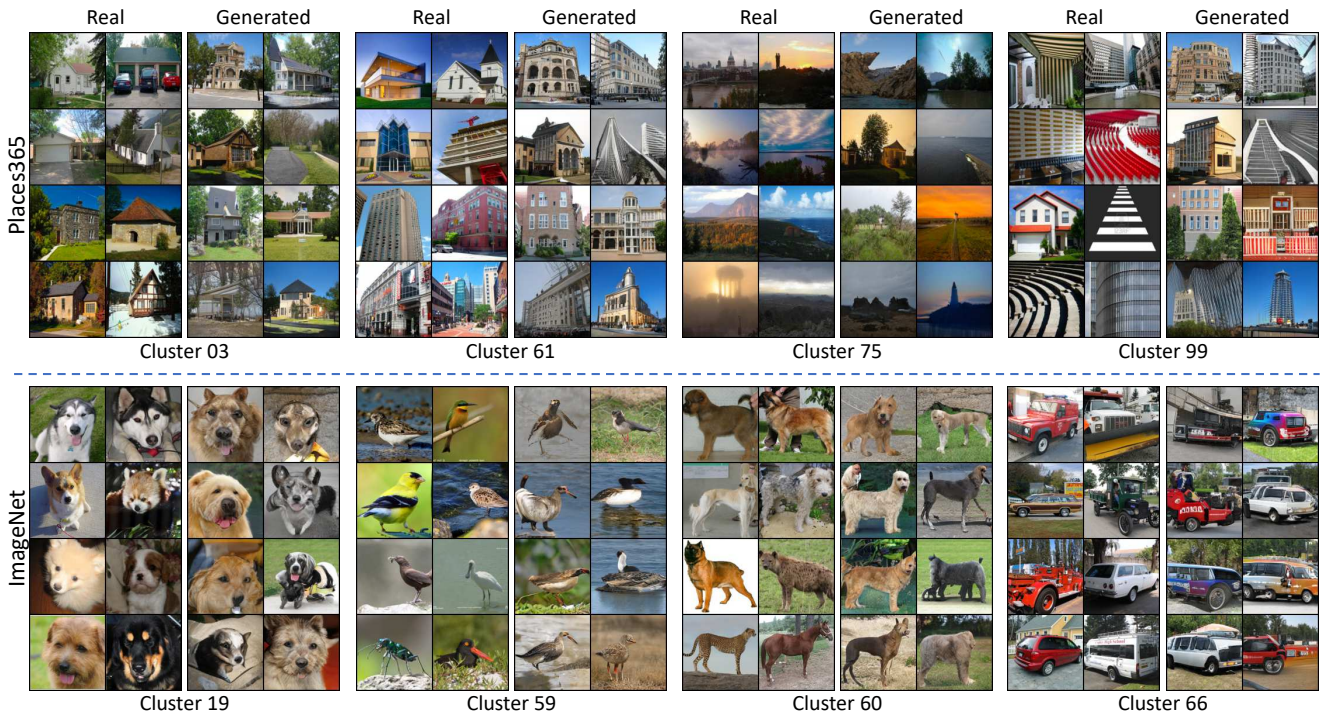 Real Generated Real Generated Real Generated Real Generated
Places365
Cluster 03 Cluster 61 Cluster 75 Cluster 99
ImageNet
Cluster 19 Cluster 59 Cluster 60 Cluster 66